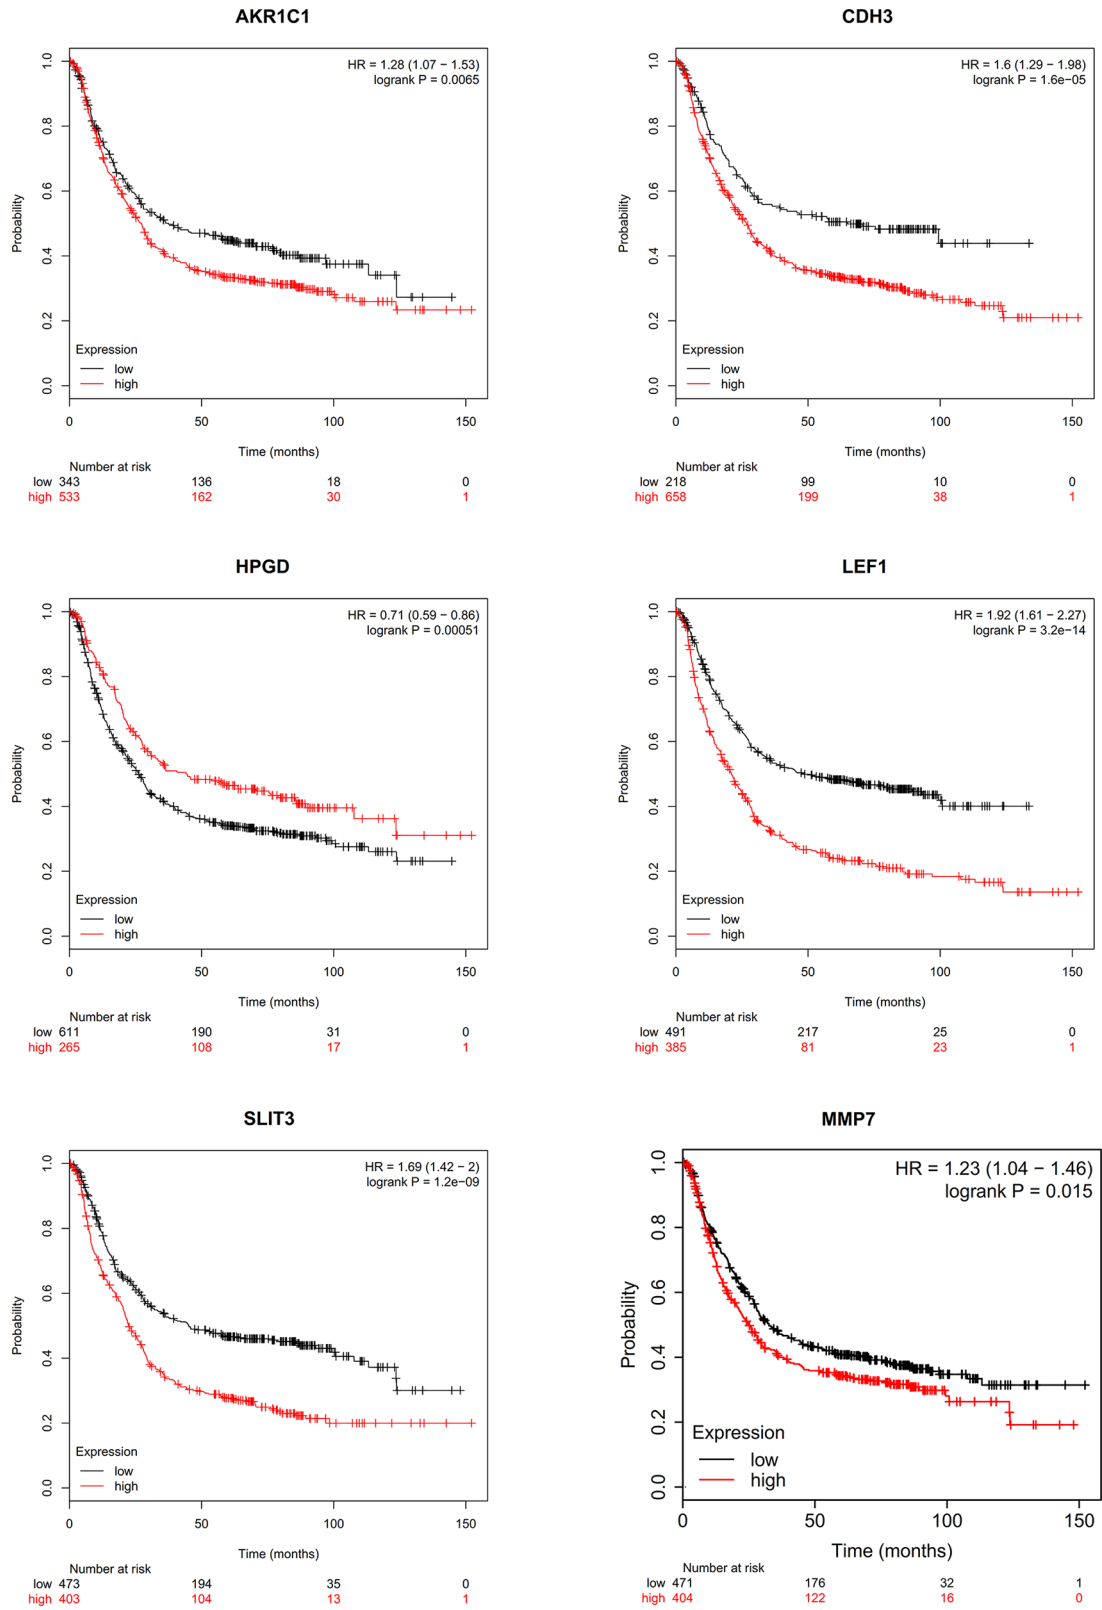 AKR1C1
HR = 1.28 (1.07 − 1.53)
logrank P = 0.0065
Probability
1.0
0.8
0.6
0.4
0.2
0.0
Expression
low
high
0 50 100 150
Time (months)
Number at risk
low 343 136 18 0
high 533 162 30 1
CDH3
HR = 1.6 (1.29 − 1.98)
logrank P = 1.6e−05
Probability
1.0
0.8
0.6
0.4
0.2
0.0
Expression
low
high
0 50 100 150
Time (months)
Number at risk
low 218 99 10 0
high 658 199 38 1
HPGD
HR = 0.71 (0.59 − 0.86)
logrank P = 0.00051
Probability
1.0
0.8
0.6
0.4
0.2
0.0
Expression
low
high
0 50 100 150
Time (months)
Number at risk
low 611 190 31 0
high 265 108 17 1
LEF1
HR = 1.92 (1.61 − 2.27)
logrank P = 3.2e−14
Probability
1.0
0.8
0.6
0.4
0.2
0.0
Expression
low
high
0 50 100 150
Time (months)
Number at risk
low 491 217 25 0
high 385 81 23 1
SLIT3
HR = 1.69 (1.42 − 2)
logrank P = 1.2e−09
Probability
1.0
0.8
0.6
0.4
0.2
0.0
Expression
low
high
0 50 100 150
Time (months)
Number at risk
low 473 194 35 0
high 403 104 13 1
MMP7
HR = 1.23 (1.04 − 1.46)
logrank P = 0.015
Probability
1.0
0.8
0.6
0.4
0.2
0.0
Expression
low
high
0 50 100 150
Time (months)
Number at risk
low 471 176 32 1
high 404 122 16 0